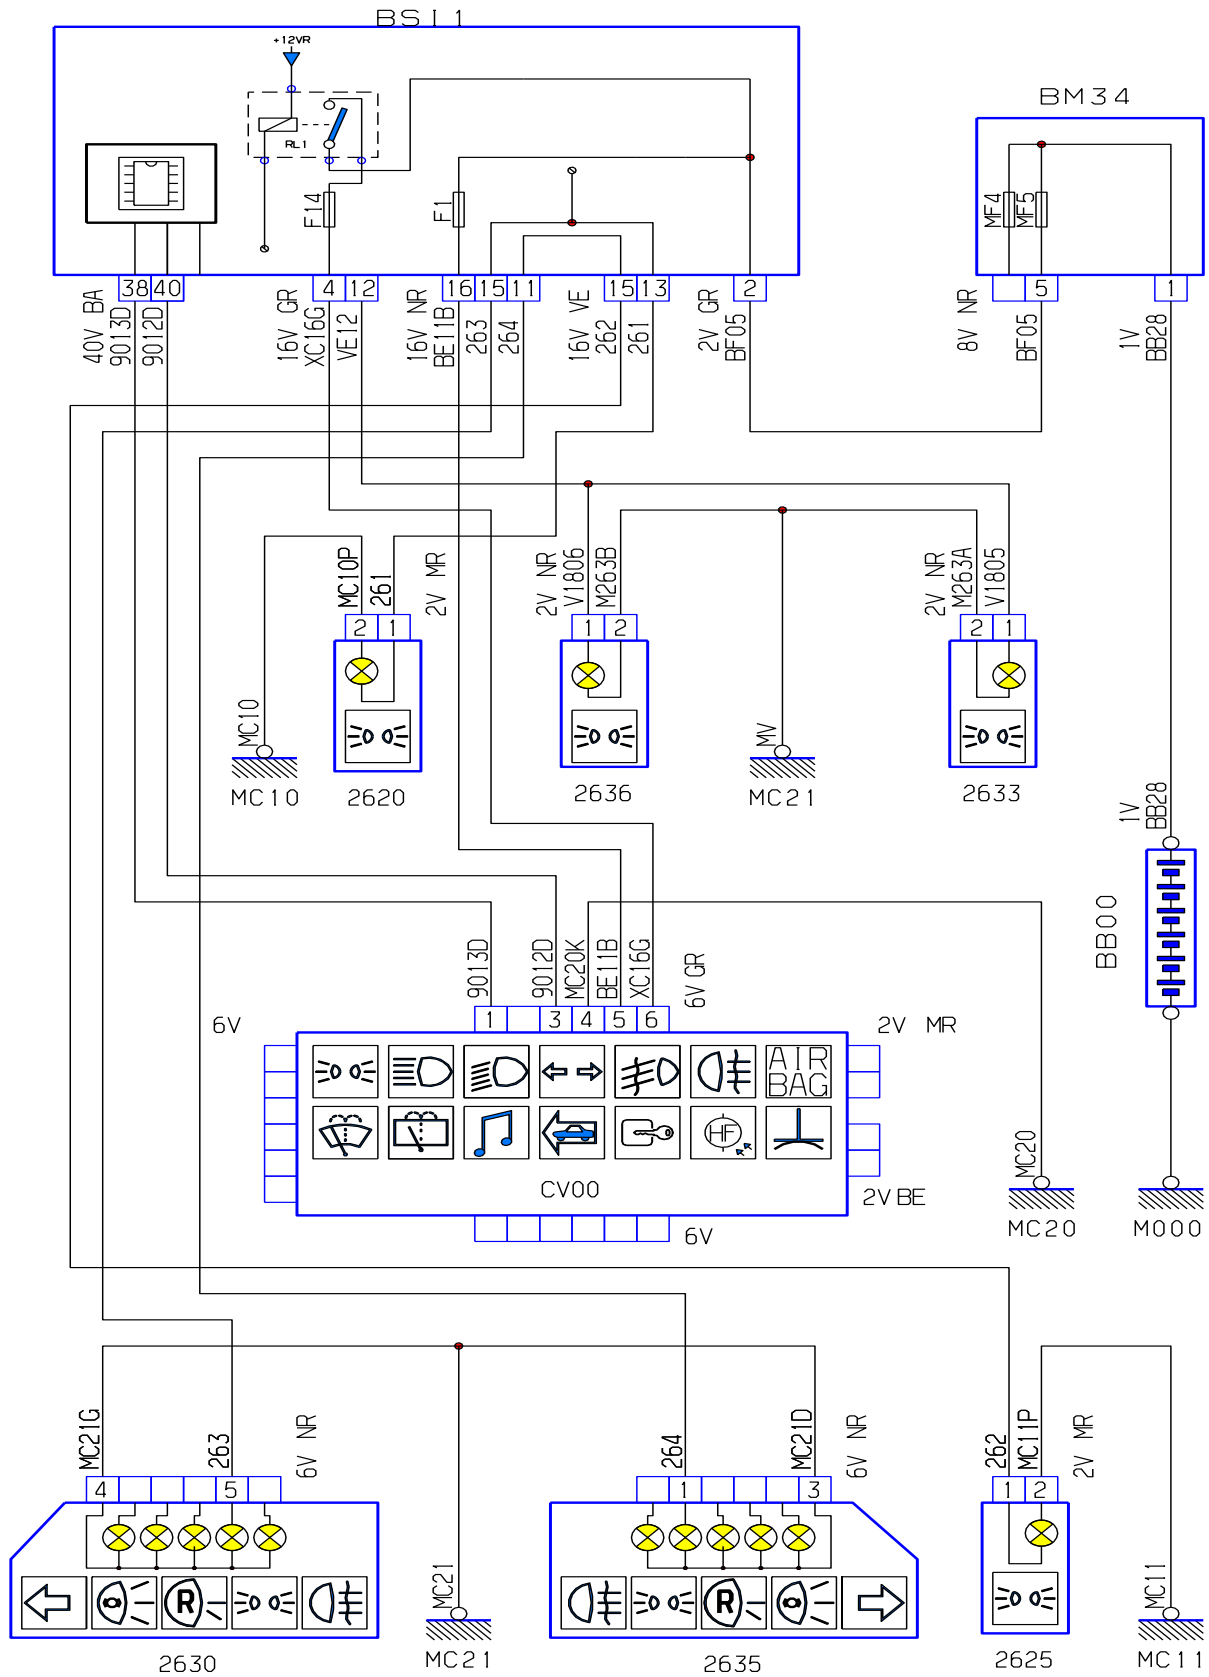 BSI1
+12VR
BM34
RL1
F14
F1
MF4
MF5
38 40
4 12
16 15 11
15 13
2
5
1
40V BA
9013D
9012D
16V GR
XC16G
VE12
16V NR
BE11B
263
264
16V VE
262
261
2V GR
BF05
8V NR
BF05
1V
BB28
MC10P
261
2V MR
2V NR
V1806
M263B
2V NR
M263A
V1805
2 1
1 2
2 1
MC10
MV
MC10
2620
2636
MC21
2633
1V
BB28
BB00
9013D
9012D
MC20K
BE11B
XC16G
6V GR
6V
1 3 4 5 6
2V MR
AIR
BAG
HF
CV00
2V BE
6V
MC20
MC20
M000
MC21G
263
6V NR
264
MC21D
6V NR
262
MC11P
2V MR
4 5
1 3
1 2
R
R
MC21
MC11
2630
MC21
2635
2625
MC11